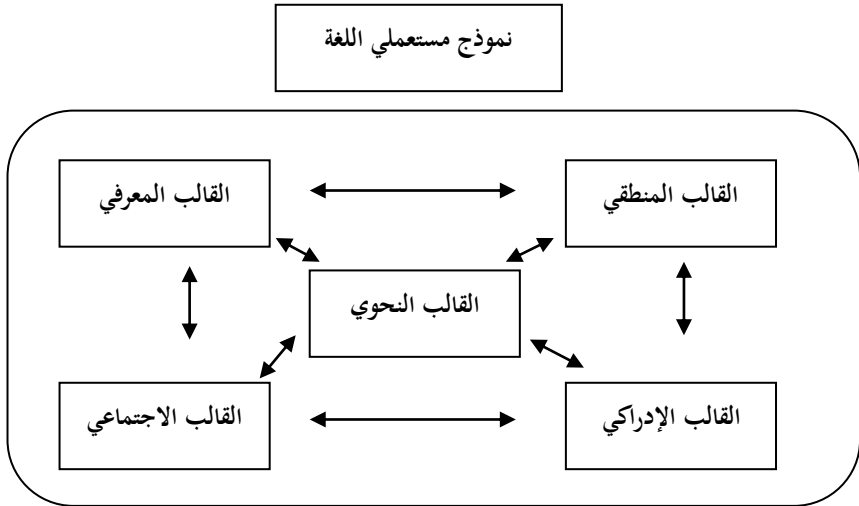 نموذج مستعملي اللغة
القالب المنطقي
القالب المعرفي
القالب النحوي
القالب الإدراكي
القالب الاجتماعي